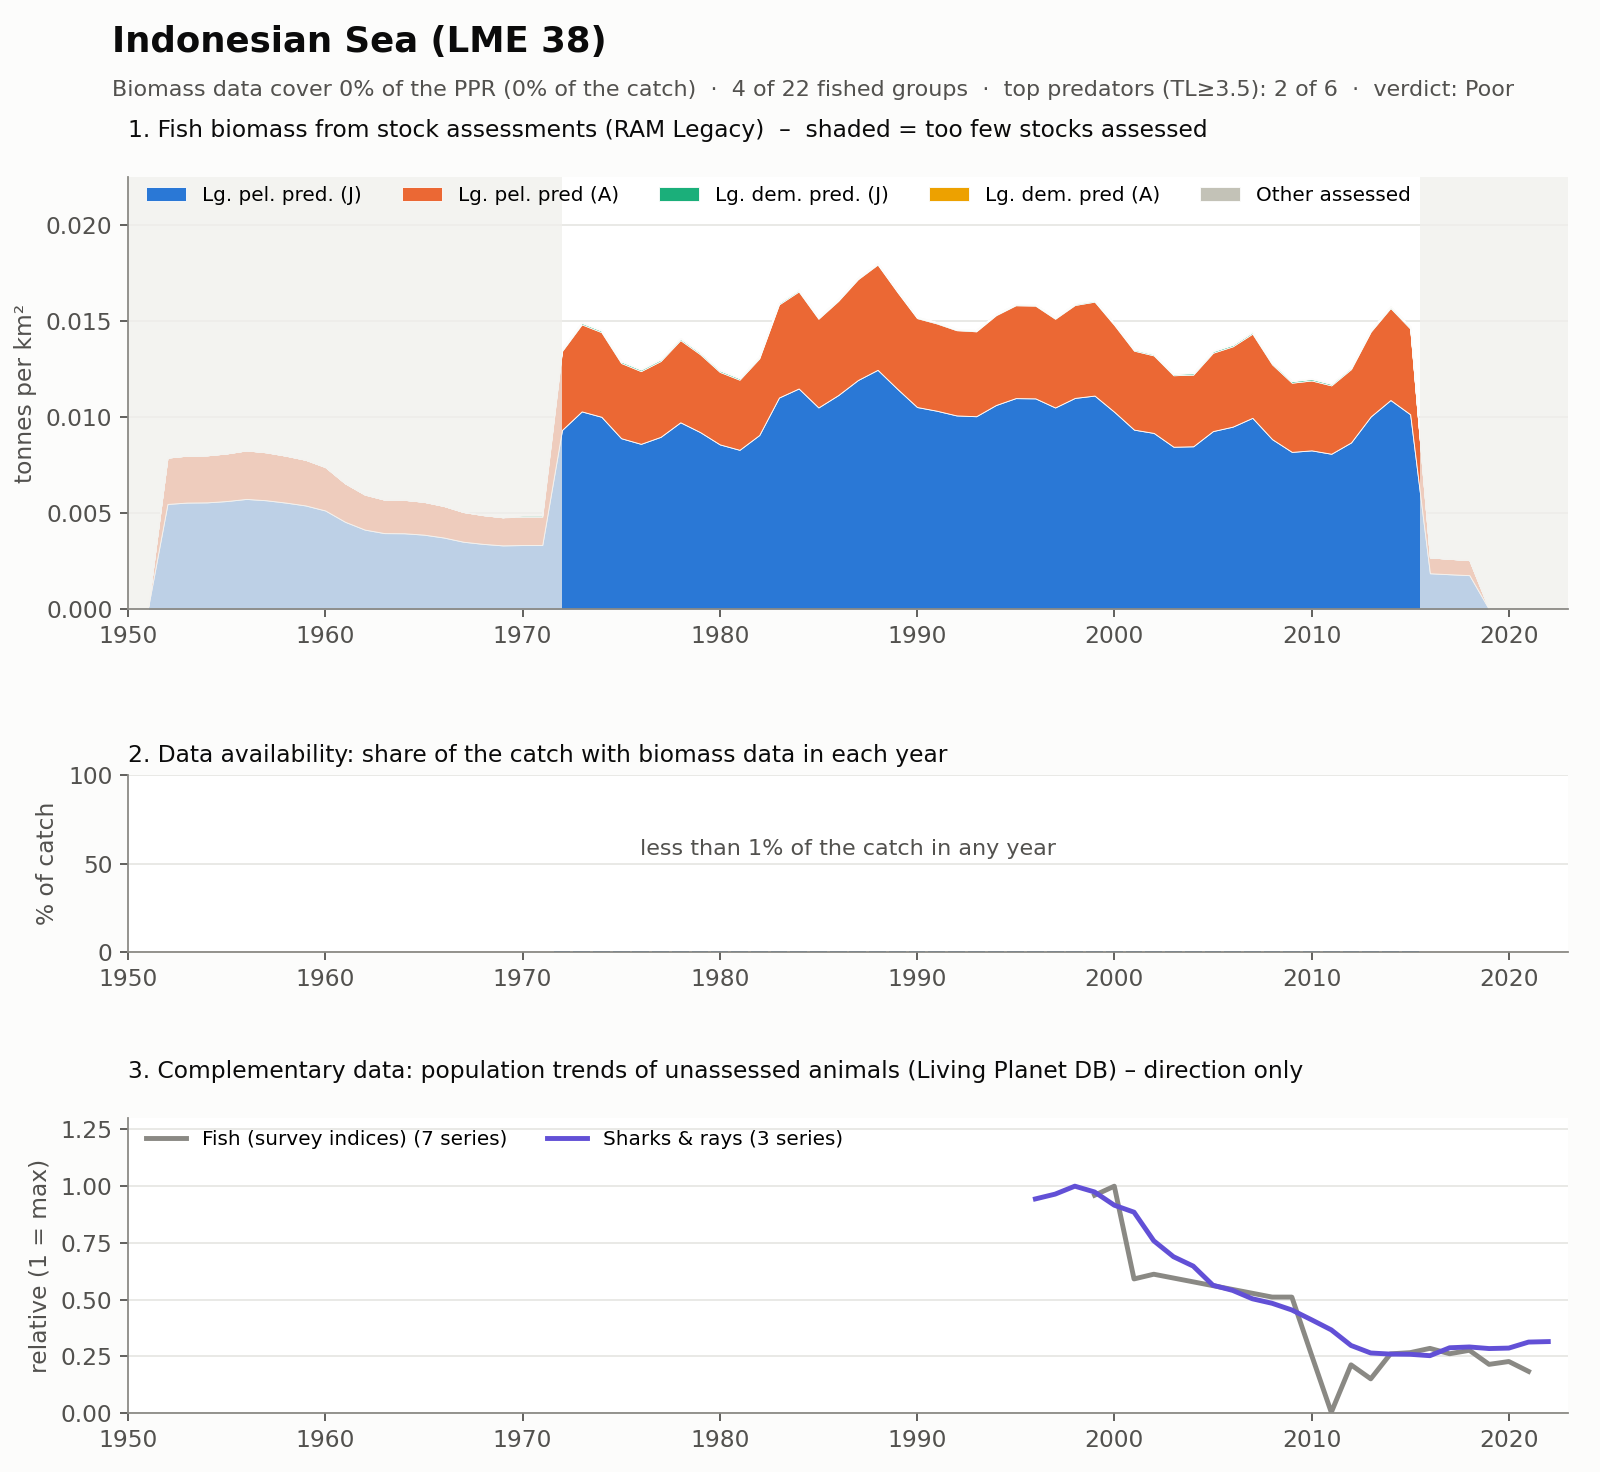 Indonesian Sea (LME 38)
Biomass data cover 0% of the PPR (0% of the catch) · 4 of 22 fished groups · top predators (TL≥3.5): 2 of 6 · verdict: Poor
1. Fish biomass from stock assessments (RAM Legacy) – shaded = too few stocks assessed
Lg. pel. pred. (J) Lg. pel. pred (A) Lg. dem. pred. (J) Lg. dem. pred (A) Other assessed
tonnes per km²
0.020
0.015
0.010
0.005
0.000
1950 1960 1970 1980 1990 2000 2010 2020
2. Data availability: share of the catch with biomass data in each year
% of catch
100
less than 1% of the catch in any year
50
0
1950 1960 1970 1980 1990 2000 2010 2020
3. Complementary data: population trends of unassessed animals (Living Planet DB) – direction only
relative (1 = max)
1.25
Fish (survey indices) (7 series) Sharks & rays (3 series)
1.00
0.75
0.50
0.25
0.00
1950 1960 1970 1980 1990 2000 2010 2020